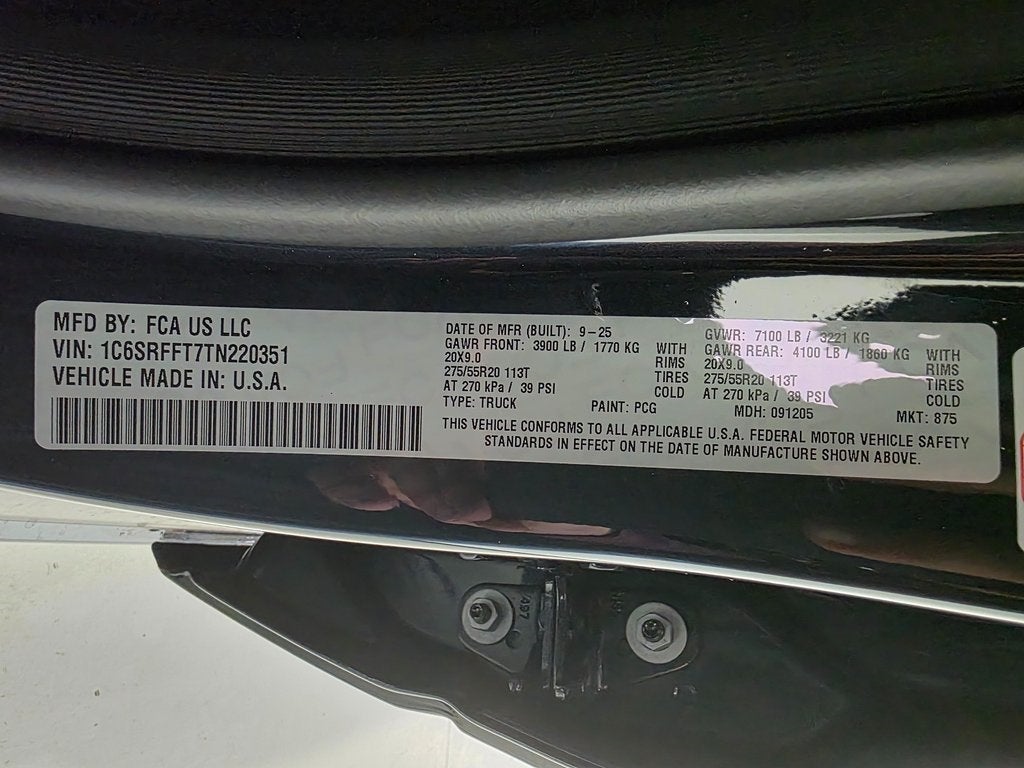 MFD BY: FCA US LLC
VIN: 1C6SRFFT7TN220351
VEHICLE MADE IN: U.S.A.
DATE OF MFR (BUILT): 9-25
GAWR FRONT: 3900 LB / 1770 KG WITH
20X9.0 RIMS
275/55R20 113T TIRES
AT 270 kPa / 39 PSI COLD
TYPE: TRUCK PAINT: PCG
GVWR: 7100 LB / 3221 KG
GAWR REAR: 4100 LB / 1860 KG WITH
20X9.0 RIMS
275/55R20 113T TIRES
AT 270 kPa / 39 PSI COLD
MDH: 091205 MKT: 875
THIS VEHICLE CONFORMS TO ALL APPLICABLE U.S.A. FEDERAL MOTOR VEHICLE SAFETY
STANDARDS IN EFFECT ON THE DATE OF MANUFACTURE SHOWN ABOVE.